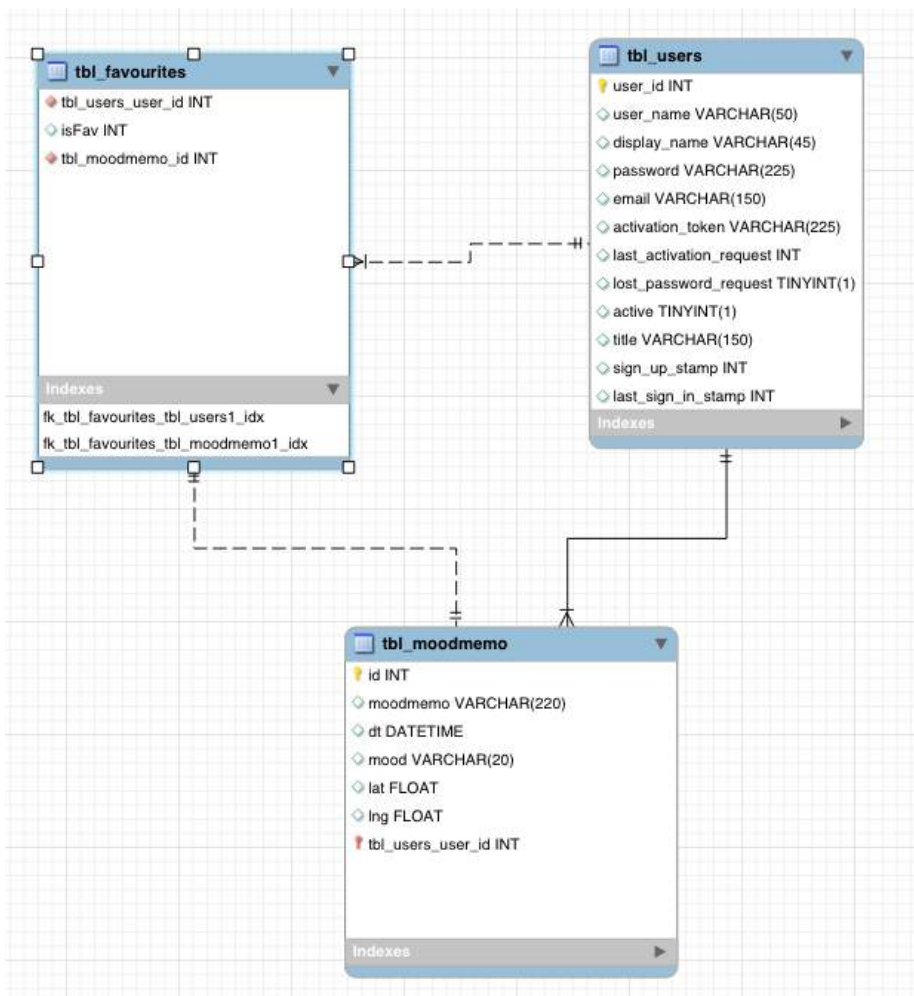 tbl_favourites
tbl_users_user_id INT
isFav INT
tbl_moodmemo_id INT
Indexes
fk_tbl_favourites_tbl_users1_idx
fk_tbl_favourites_tbl_moodmemo1_idx
tbl_users
user_id INT
user_name VARCHAR(50)
display_name VARCHAR(45)
password VARCHAR(225)
email VARCHAR(150)
activation_token VARCHAR(225)
last_activation_request INT
lost_password_request TINYINT(1)
active TINYINT(1)
title VARCHAR(150)
sign_up_stamp INT
last_sign_in_stamp INT
Indexes
tbl_moodmemo
id INT
moodmemo VARCHAR(220)
dt DATETIME
mood VARCHAR(20)
lat FLOAT
lng FLOAT
tbl_users_user_id INT
Indexes